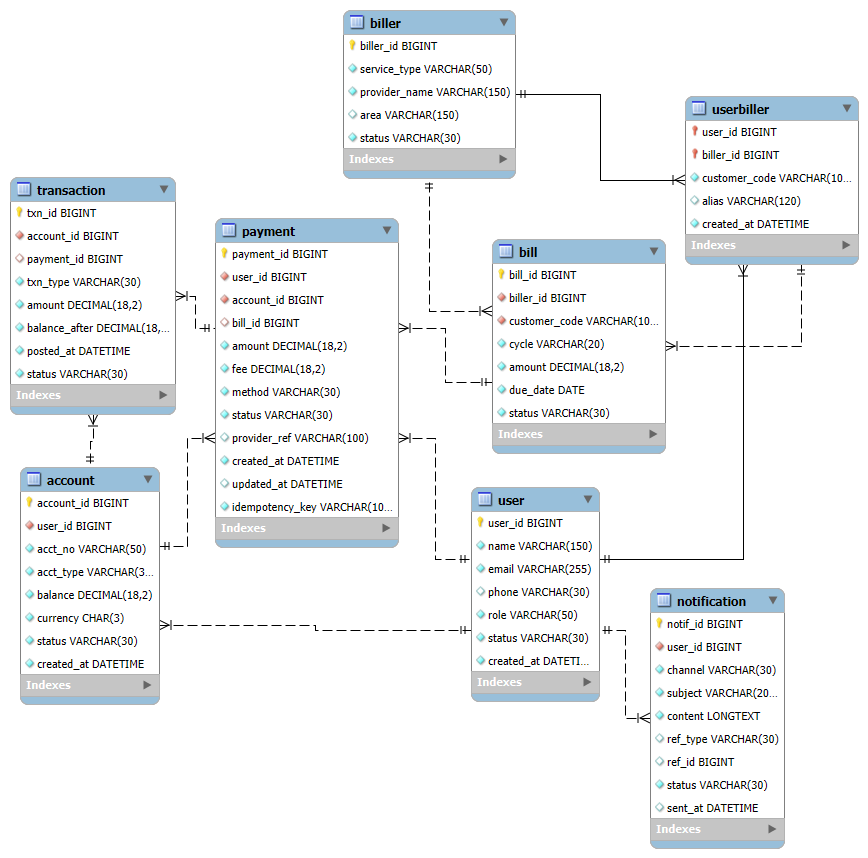 biller
biller_id BIGINT
service_type VARCHAR(50)
provider_name VARCHAR(150)
area VARCHAR(150)
status VARCHAR(30)
Indexes
userbiller
user_id BIGINT
biller_id BIGINT
customer_code VARCHAR(10...
alias VARCHAR(120)
created_at DATETIME
Indexes
transaction
txn_id BIGINT
account_id BIGINT
payment_id BIGINT
txn_type VARCHAR(30)
amount DECIMAL(18,2)
balance_after DECIMAL(18,...
posted_at DATETIME
status VARCHAR(30)
Indexes
payment
payment_id BIGINT
user_id BIGINT
account_id BIGINT
bill_id BIGINT
amount DECIMAL(18,2)
fee DECIMAL(18,2)
method VARCHAR(30)
status VARCHAR(30)
provider_ref VARCHAR(100)
created_at DATETIME
updated_at DATETIME
idempotency_key VARCHAR(10...
Indexes
bill
bill_id BIGINT
biller_id BIGINT
customer_code VARCHAR(10...
cycle VARCHAR(20)
amount DECIMAL(18,2)
due_date DATE
status VARCHAR(30)
Indexes
account
account_id BIGINT
user_id BIGINT
acct_no VARCHAR(50)
acct_type VARCHAR(3...
balance DECIMAL(18,2)
currency CHAR(3)
status VARCHAR(30)
created_at DATETIME
Indexes
user
user_id BIGINT
name VARCHAR(150)
email VARCHAR(255)
phone VARCHAR(30)
role VARCHAR(50)
status VARCHAR(30)
created_at DATETI...
Indexes
notification
notif_id BIGINT
user_id BIGINT
channel VARCHAR(30)
subject VARCHAR(20...
content LONGTEXT
ref_type VARCHAR(30)
ref_id BIGINT
status VARCHAR(30)
sent_at DATETIME
Indexes